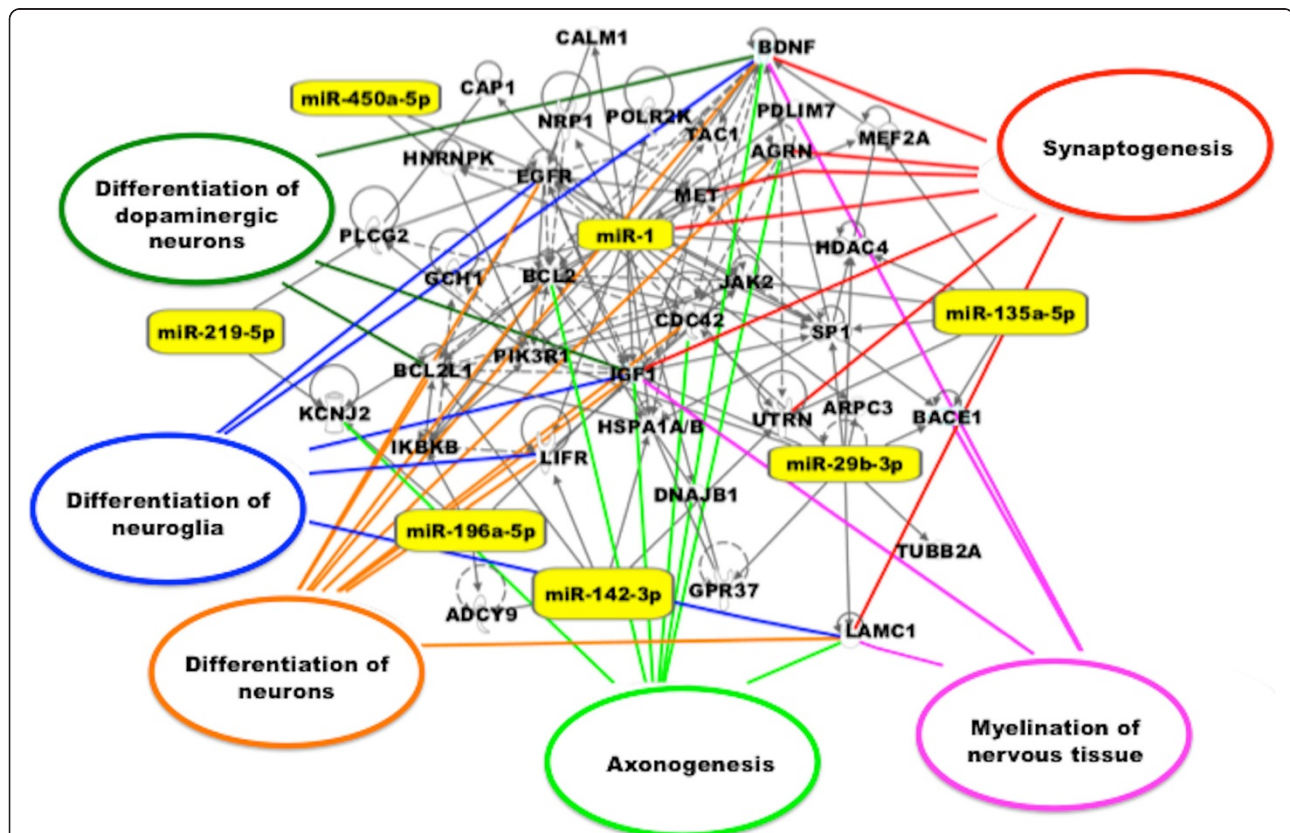 CALM1
BDNF
CAP1
miR-450a-5p
NRP1
POLR2K
PDLIM7
TAC1
MEF2A
Synaptogenesis
HNRNPK
EGFR
AGRN
MET
Differentiation of
dopaminergic
neurons
PLCG2
miR-1
HDAC4
GCH1
BCL2
JAK2
miR-219-5p
CDC42
SP1
miR-135a-5p
BCL2L1
PIK3R1
IGF1
KCNJ2
HSPA1A/B
UTRN
ARPC3
BACE1
IKBKB
LIFR
miR-29b-3p
Differentiation of
neuroglia
DNAJB1
miR-196a-5p
TUBB2A
miR-142-3p
GPR37
ADCY9
LAMC1
Differentiation of
neurons
Axonogenesis
Myelination of
nervous tissue